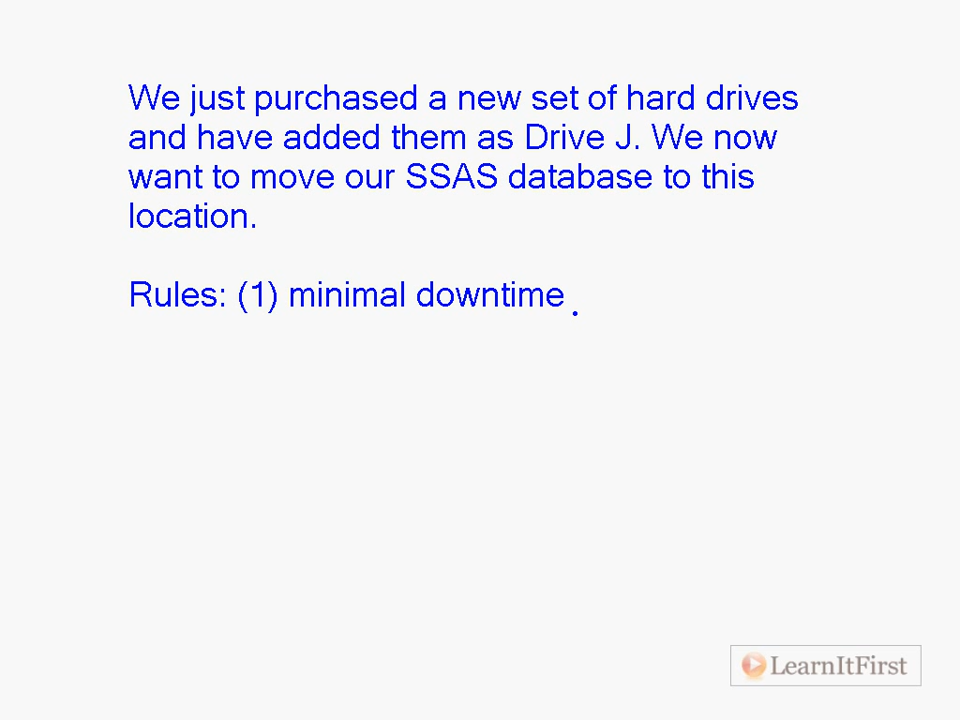 We just purchased a new set of hard drives
and have added them as Drive J. We now
want to move our SSAS database to this
location.
Rules: (1) minimal downtime .
LearnItFirst